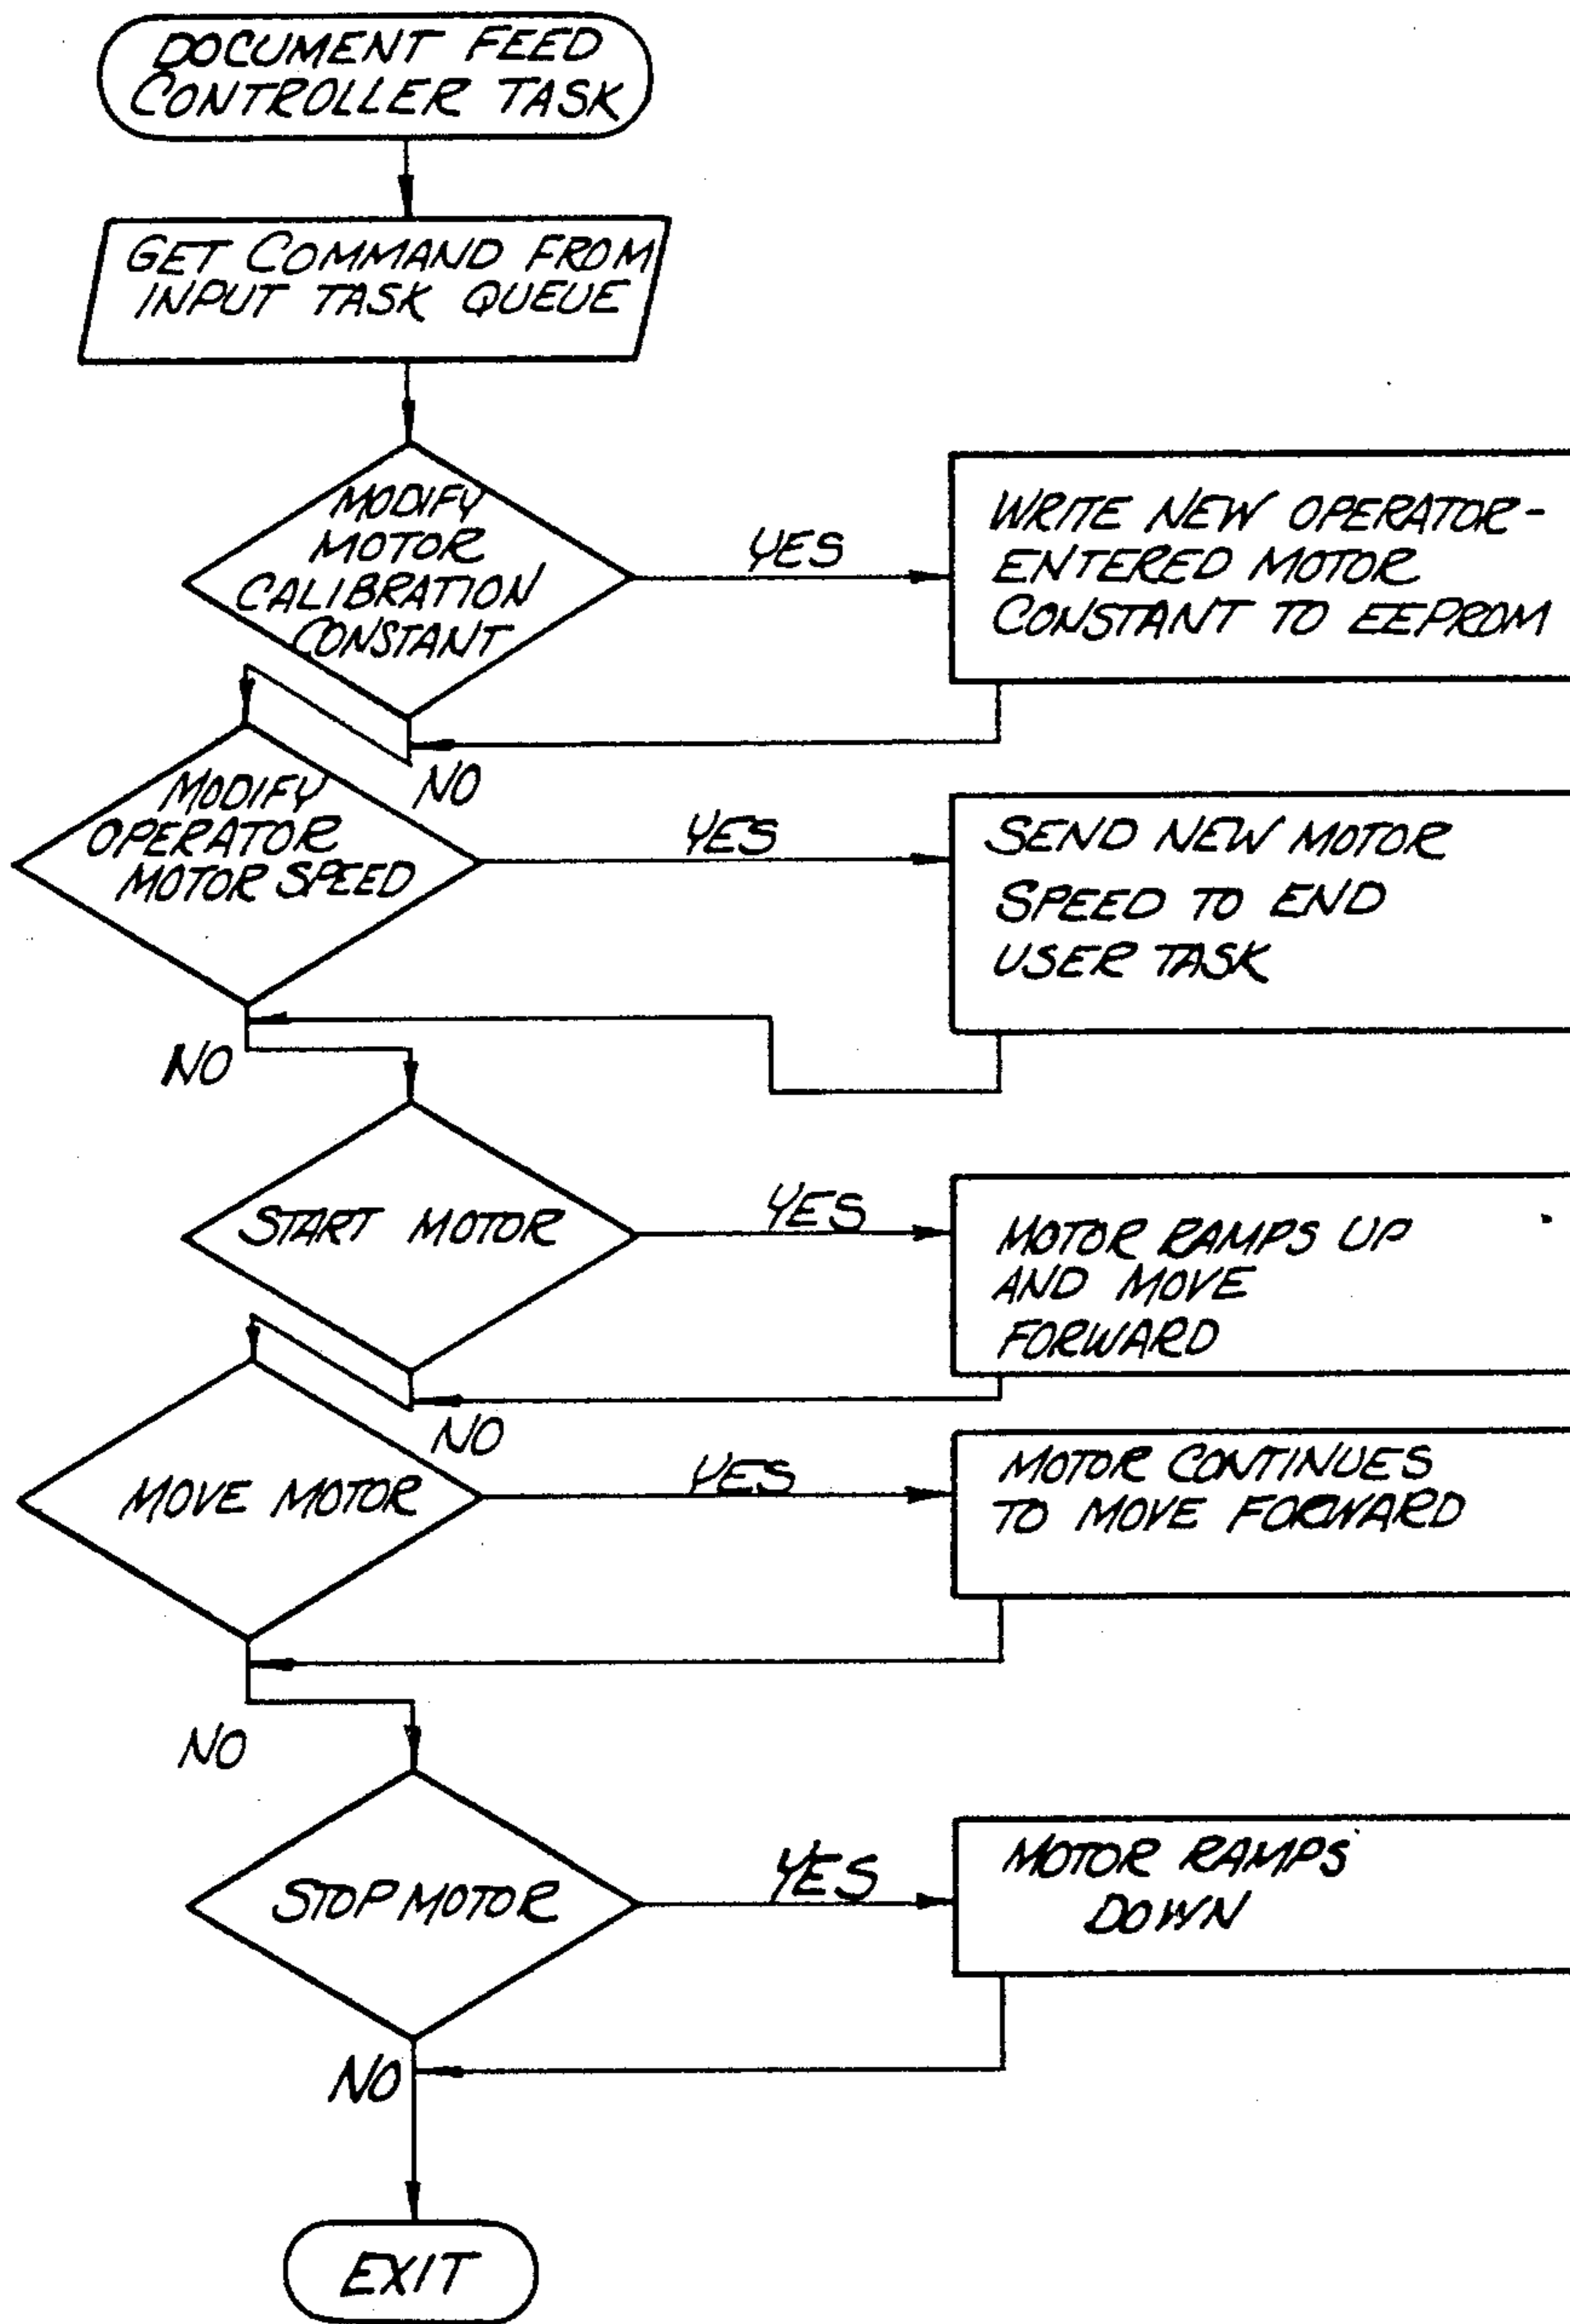 DOCUMENT FEED
CONTROLLER TASK
GET COMMAND FROM
INPUT TASK QUEUE
MODIFY
MOTOR
CALIBRATION
CONSTANT
YES
WRITE NEW OPERATOR-
ENTERED MOTOR
CONSTANT TO EEPROM
NO
MODIFY
OPERATOR
MOTOR SPEED
YES
SEND NEW MOTOR
SPEED TO END
USER TASK
NO
START MOTOR
YES
MOTOR RAMPS UP
AND MOVE
FORWARD
NO
MOVE MOTOR
YES
MOTOR CONTINUES
TO MOVE FORWARD
NO
STOP MOTOR
YES
MOTOR RAMPS
DOWN
NO
EXIT